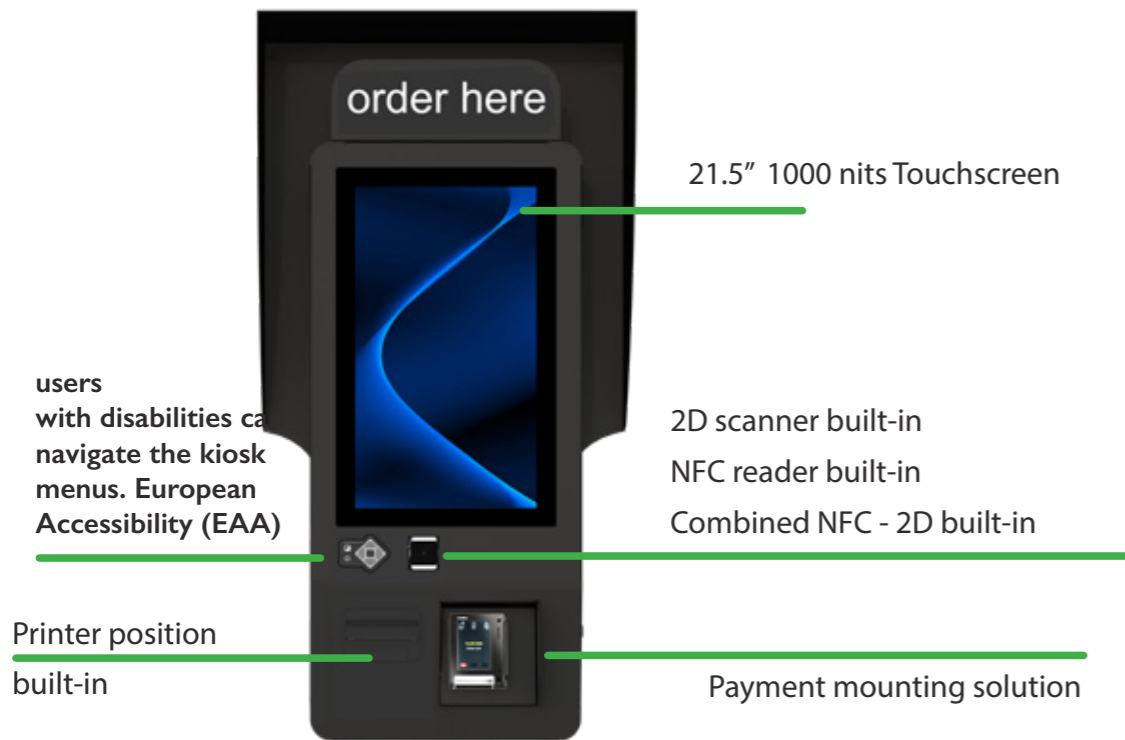 order here
21.5” 1000 nits Touchscreen
users
with disabilities ca
navigate the kiosk
menus. European
Accessibility (EAA)
2D scanner built-in
NFC reader built-in
Combined NFC - 2D built-in
Printer position
built-in
Payment mounting solution